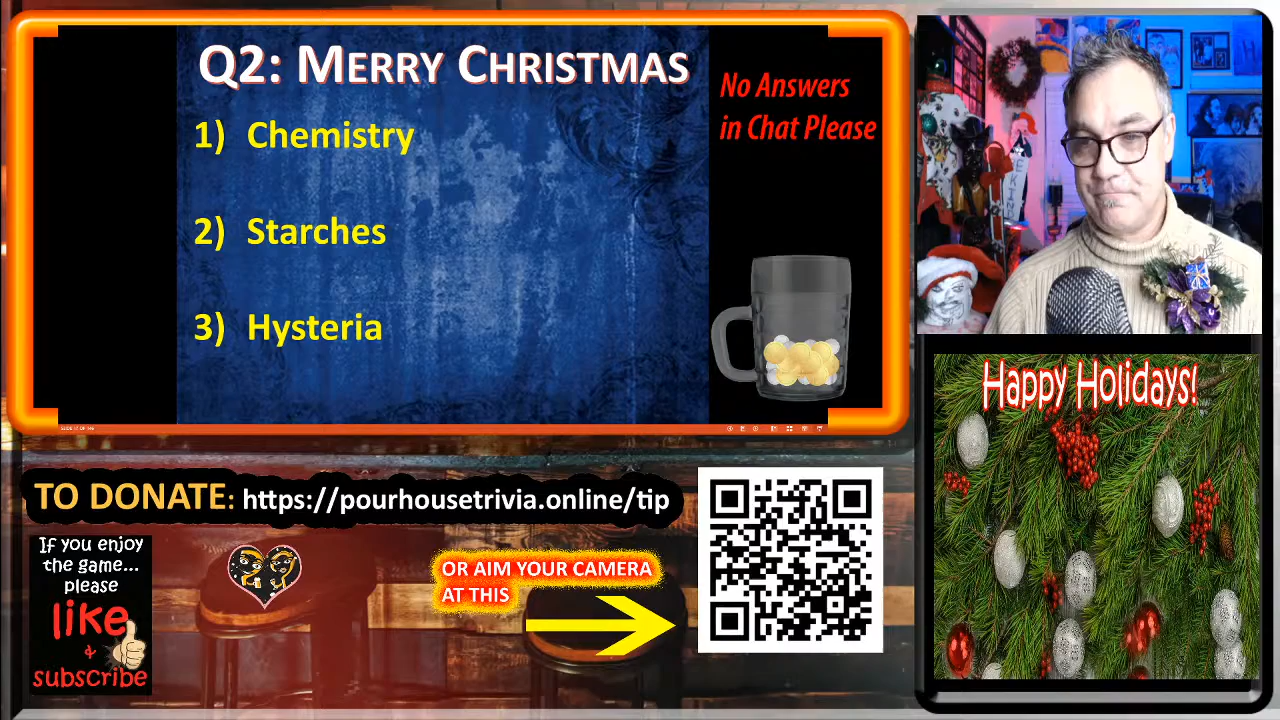 Q2: MERRY CHRISTMAS
1) Chemistry
2) Starches
3) Hysteria
No Answers
in Chat Please
Happy Holidays!
TO DONATE: https://pourhousetrivia.online/tip
If you enjoy
the game...
please
like
&
subscribe
OR AIM YOUR CAMERA
AT THIS